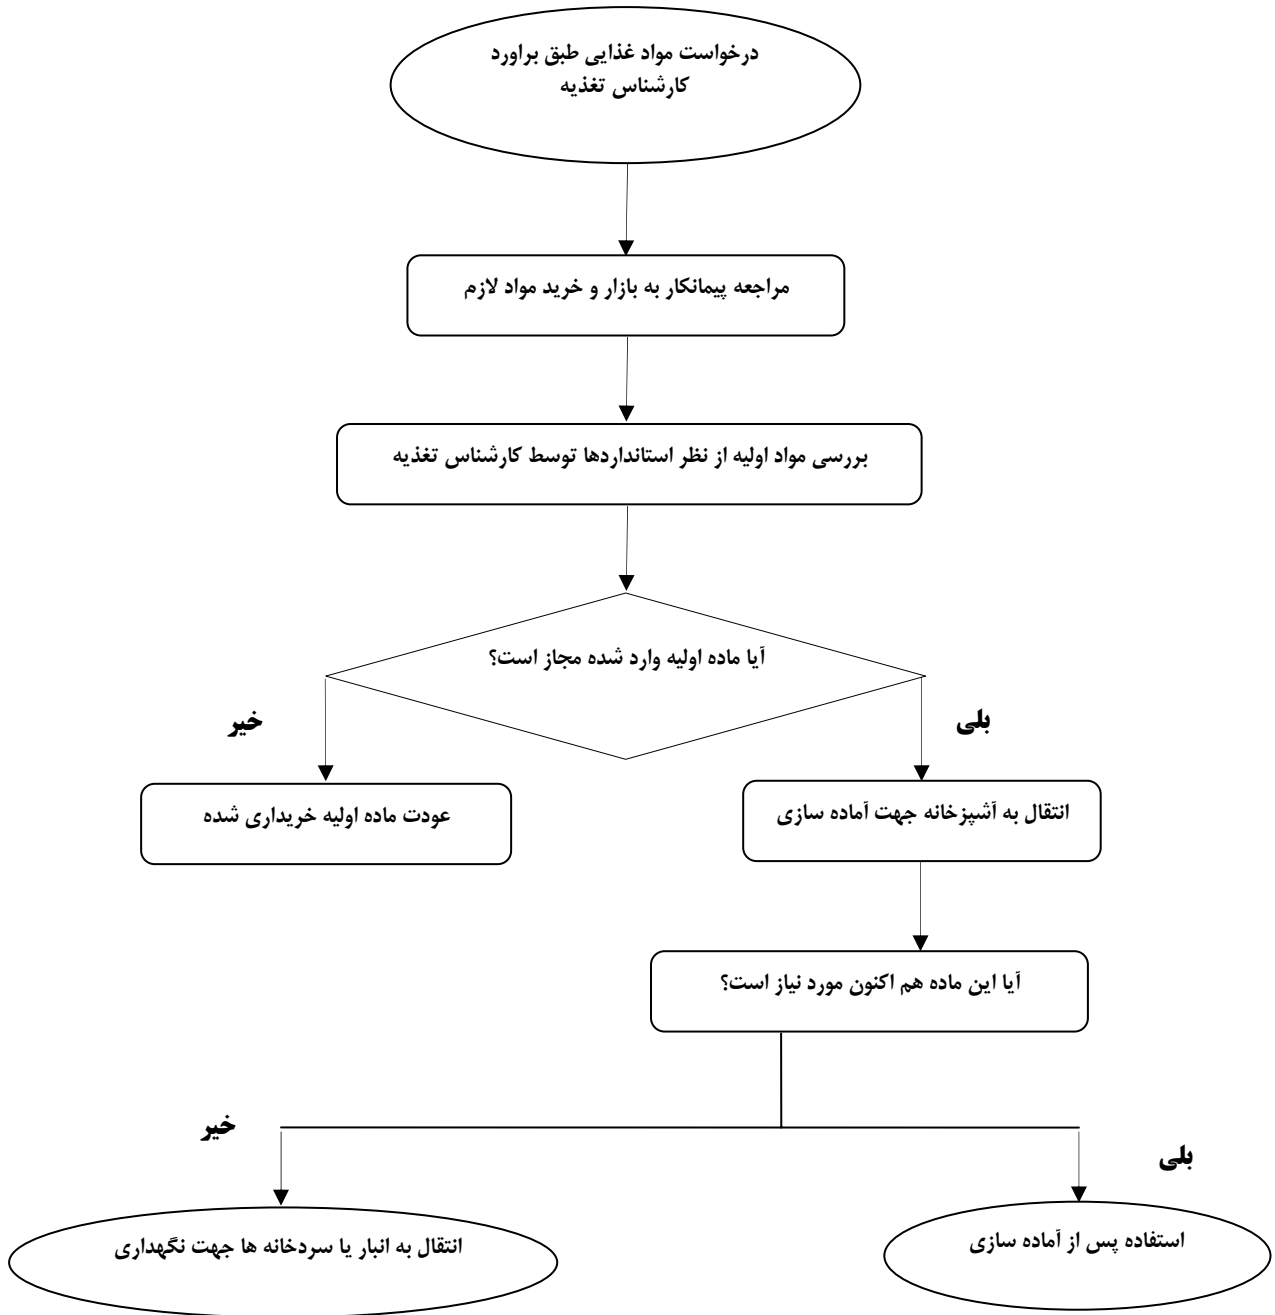 درخواست مواد غذایی طبق براورد
کارشناس تغذیه
مراجعه پیمانکار به بازار و خرید مواد لازم
بررسی مواد اولیه از نظر استانداردها توسط کارشناس تغذیه
آیا ماده اولیه وارد شده مجاز است؟
بلی
خیر
انتقال به آشپزخانه جهت آماده سازی
عودت ماده اولیه خریداری شده
آیا این ماده هم اکنون مورد نیاز است؟
خیر
بلی
استفاده پس از آماده سازی
انتقال به انبار یا سردخانه ها جهت نگهداری